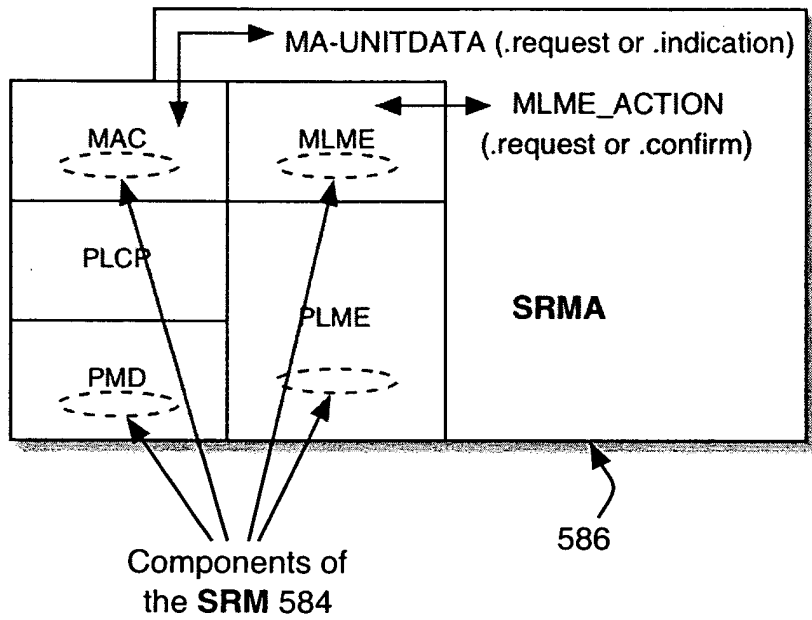 MA-UNITDATA (.request or .indication)
MAC
MLME
MLME_ACTION
(.request or .confirm)
PLCP
PLME
SRMA
PMD
586
Components of
the SRM 584